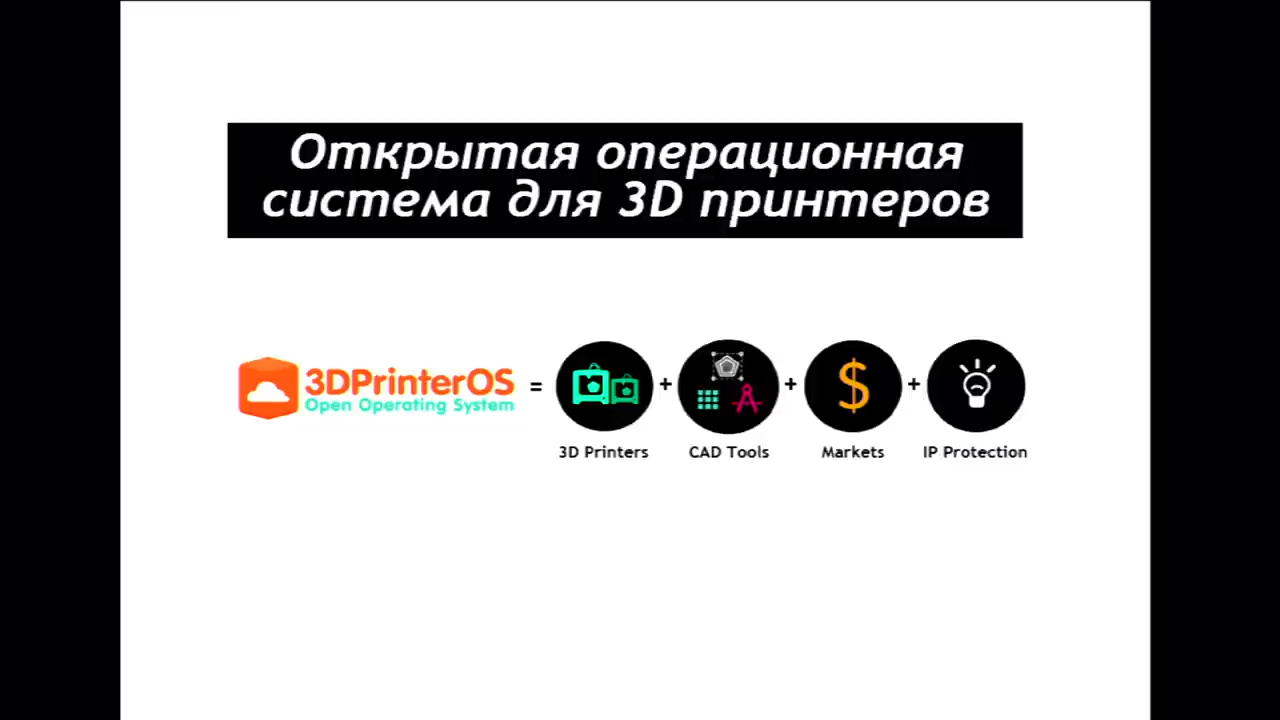 Открытая операционная
система для 3D принтеров
3DPrinterOS
Open Operating System
= + + +
3D Printers CAD Tools Markets IP Protection